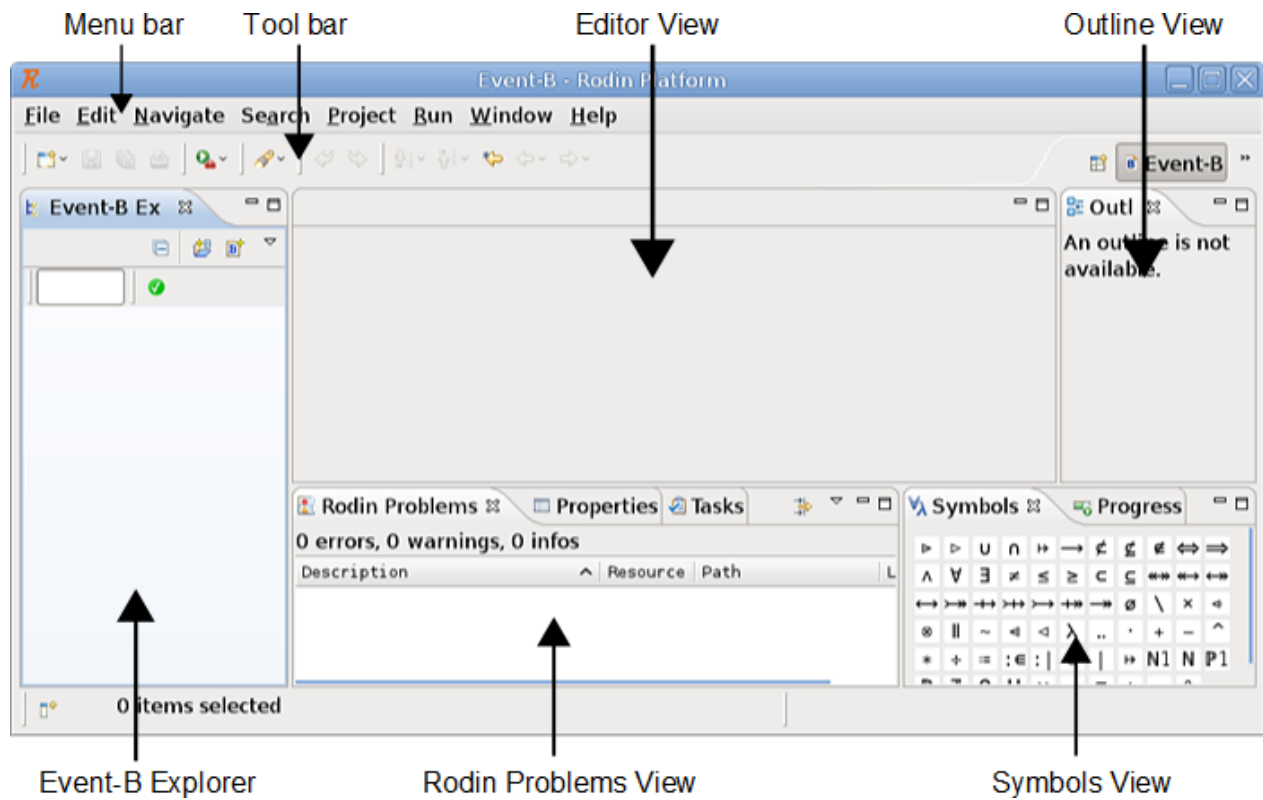 Menu bar Tool bar Editor View Outline View
Event-B - Rodin Platform
File Edit Navigate Search Project Run Window Help
Event-B
Event-B Ex
Outl
An outline is not
available.
Rodin Problems Properties Tasks
Symbols Progress
0 errors, 0 warnings, 0 infos
Description Resource Path L
∧ ∀ ∃ ≠ ≤ ≥ ⊂ ⊆
N1 N ℙ1
0 items selected
Event-B Explorer Rodin Problems View Symbols View